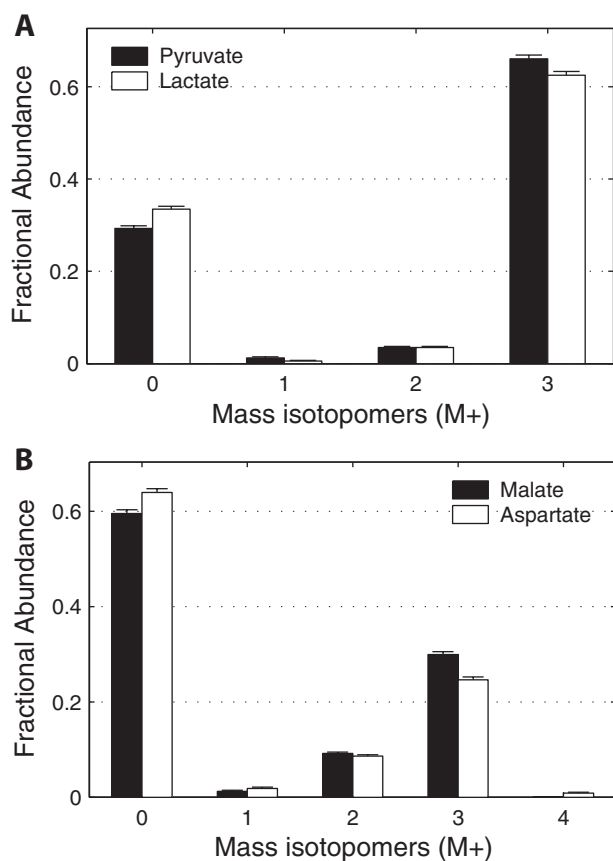 A
Pyruvate
Lactate
Fractional Abundance
0.6
0.4
0.2
0
0 1 2 3
Mass isotopomers (M+)
B
Malate
Aspartate
Fractional Abundance
0.6
0.4
0.2
0
0 1 2 3 4
Mass isotopomers (M+)